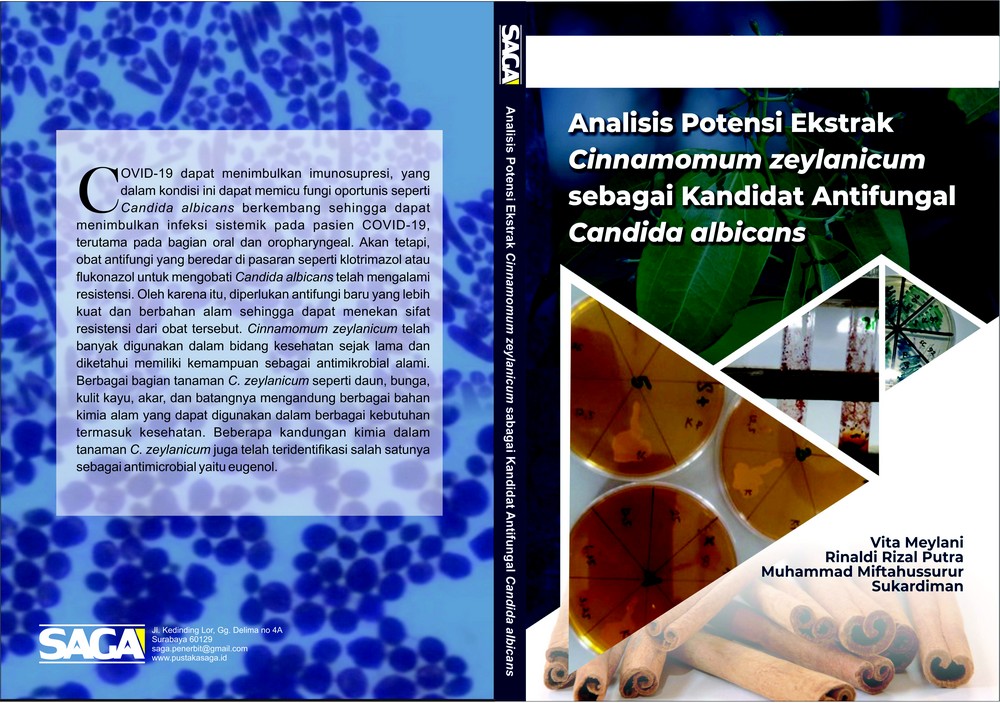 COVID-19 dapat menimbulkan imunosupresi, yang
dalam kondisi ini dapat memicu fungi oportunis seperti
Candida albicans berkembang sehingga dapat
menimbulkan infeksi sistemik pada pasien COVID-19,
terutama pada bagian oral dan oropharyngeal. Akan tetapi,
obat antifungi yang beredar di pasaran seperti klotrimazol atau
flukonazol untuk mengobati Candida albicans telah mengalami
resistensi. Oleh karena itu, diperlukan antifungi baru yang lebih
kuat dan berbahan alam sehingga dapat menekan sifat
resistensi dari obat tersebut. Cinnamomum zeylanicum telah
banyak digunakan dalam bidang kesehatan sejak lama dan
diketahui memiliki kemampuan sebagai antimikrobial alami.
Berbagai bagian tanaman C. zeylanicum seperti daun, bunga,
kulit kayu, akar, dan batangnya mengandung berbagai bahan
kimia alam yang dapat digunakan dalam berbagai kebutuhan
termasuk kesehatan. Beberapa kandungan kimia dalam
tanaman C. zeylanicum juga telah teridentifikasi salah satunya
sebagai antimicrobial yaitu eugenol.
SAGA
Jl. Kedinding Lor, Gg. Delima no 4A
Surabaya 60129
saga.penerbit@gmail.com
www.pustakasaga.id
SAGA
Analisis Potensi Ekstrak Cinnamomum zeylanicum sabagai Kandidat Antifungal Candida albicans
Analisis Potensi Ekstrak
Cinnamomum zeylanicum
sebagai Kandidat Antifungal
Candida albicans
Vita Meylani
Rinaldi Rizal Putra
Muhammad Miftahussurur
Sukardiman